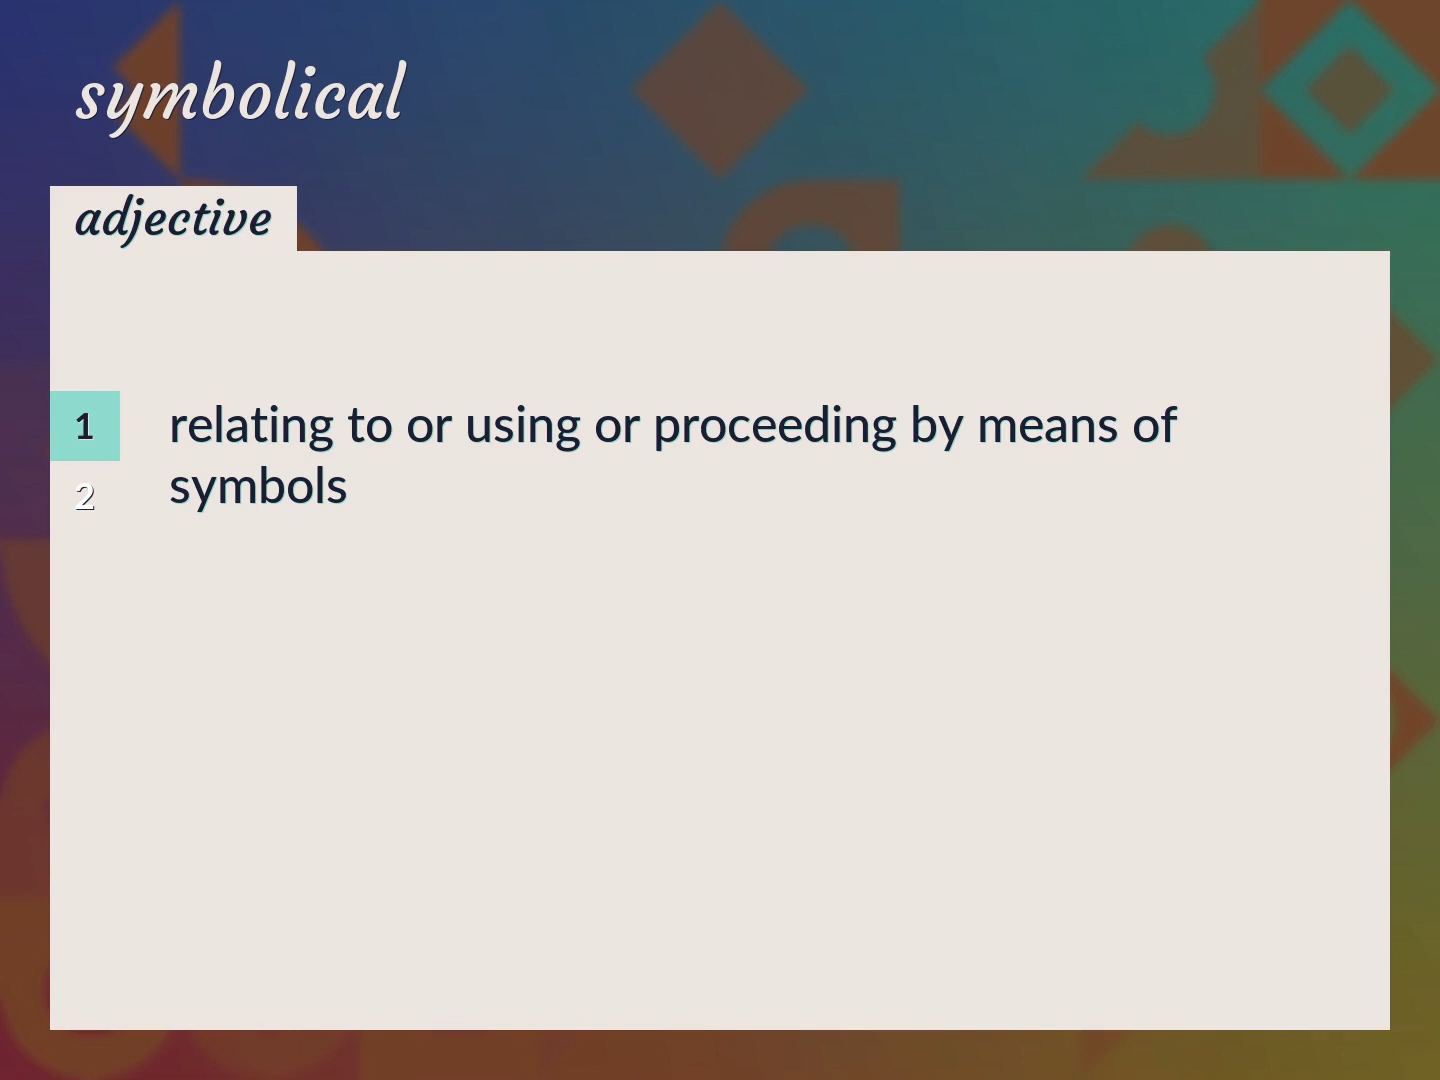 symbolical
adjective
1
relating to or using or proceeding by means of
symbols
2